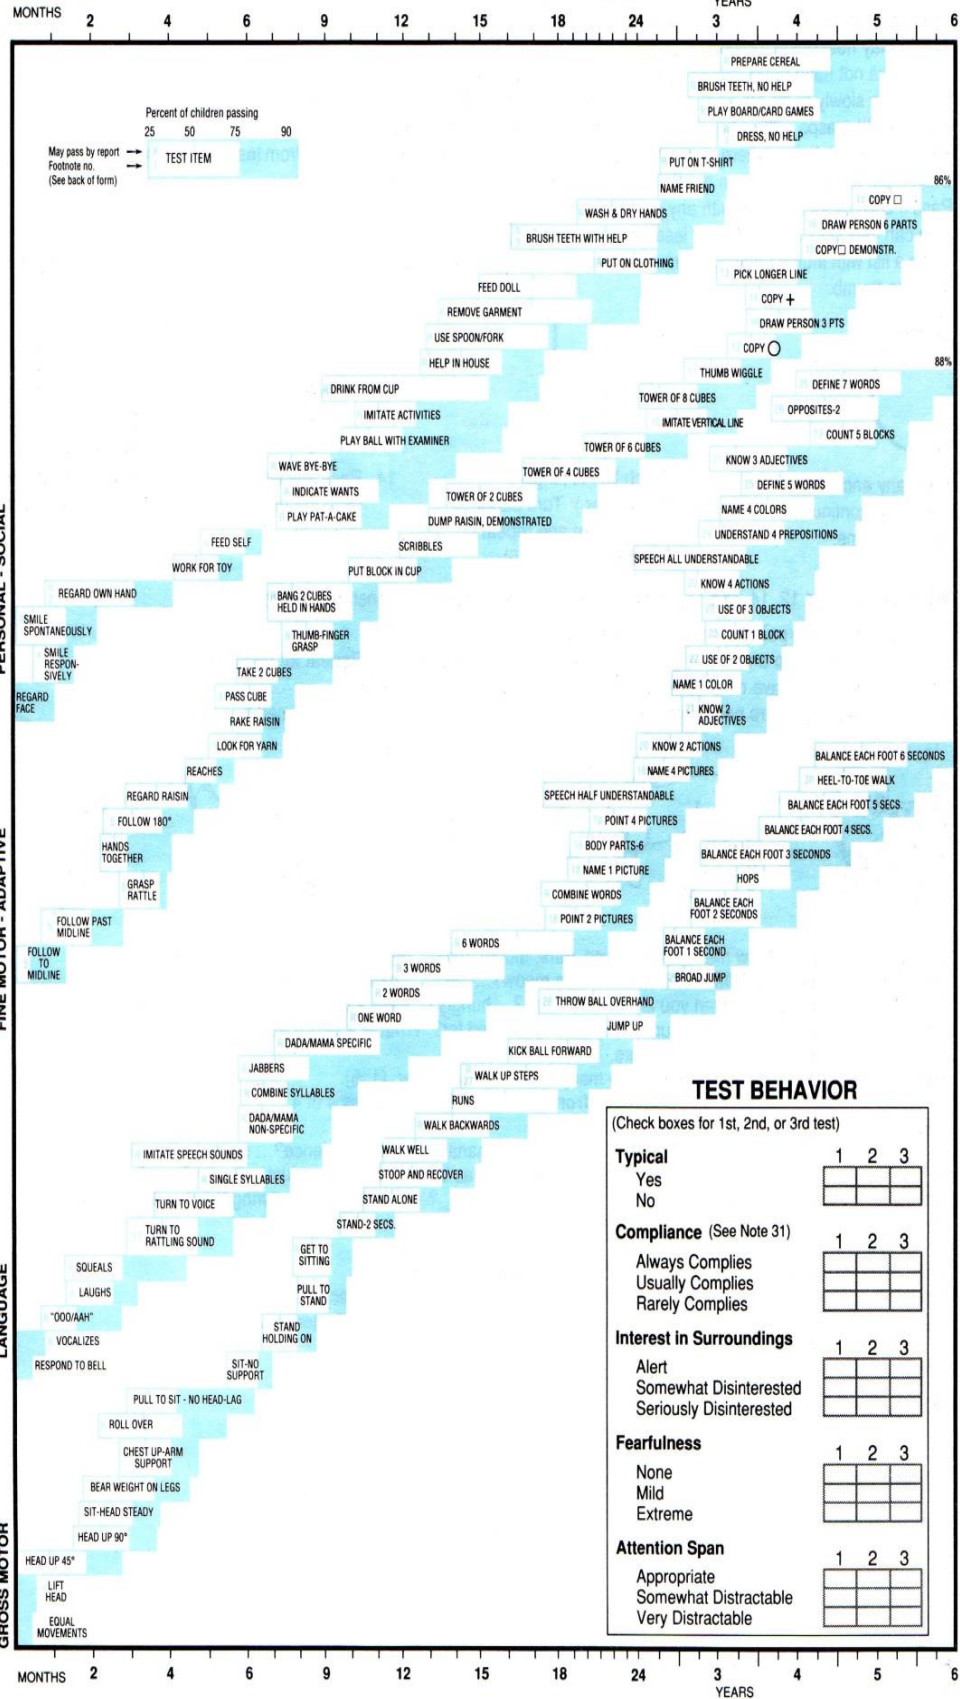 YEARS
MONTHS 2 4 6 9 12 15 18 24 3 4 5 6
PREPARE CEREAL
BRUSH TEETH, NO HELP
PLAY BOARD/CARD GAMES
Percent of children passing
25 50 75 90
DRESS, NO HELP
May pass by report
Footnote no.
(See back of form)
TEST ITEM
PUT ON T-SHIRT
NAME FRIEND
86%
COPY □
WASH & DRY HANDS
DRAW PERSON 6 PARTS
BRUSH TEETH WITH HELP
COPY□ DEMONSTR.
PUT ON CLOTHING
PICK LONGER LINE
FEED DOLL
COPY +
REMOVE GARMENT
DRAW PERSON 3 PTS
USE SPOON/FORK
COPY ○
HELP IN HOUSE
88%
THUMB WIGGLE
DRINK FROM CUP
DEFINE 7 WORDS
TOWER OF 8 CUBES
IMITATE ACTIVITIES
OPPOSITES-2
IMITATE VERTICAL LINE
PLAY BALL WITH EXAMINER
COUNT 5 BLOCKS
TOWER OF 6 CUBES
WAVE BYE-BYE
KNOW 3 ADJECTIVES
TOWER OF 4 CUBES
INDICATE WANTS
DEFINE 5 WORDS
TOWER OF 2 CUBES
PLAY PAT-A-CAKE
NAME 4 COLORS
DUMP RAISIN, DEMONSTRATED
UNDERSTAND 4 PREPOSITIONS
FEED SELF
SCRIBBLES
SPEECH ALL UNDERSTANDABLE
WORK FOR TOY
PUT BLOCK IN CUP
KNOW 4 ACTIONS
REGARD OWN HAND
BANG 2 CUBES
HELD IN HANDS
USE OF 3 OBJECTS
SMILE
SPONTANEOUSLY
COUNT 1 BLOCK
THUMB-FINGER
GRASP
SMILE
RESPON-
SIVELY
USE OF 2 OBJECTS
TAKE 2 CUBES
NAME 1 COLOR
REGARD
FACE
PASS CUBE
KNOW 2
ADJECTIVES
RAKE RAISIN
LOOK FOR YARN
KNOW 2 ACTIONS
BALANCE EACH FOOT 6 SECONDS
REACHES
NAME 4 PICTURES
HEEL-TO-TOE WALK
REGARD RAISIN
SPEECH HALF UNDERSTANDABLE
BALANCE EACH FOOT 5 SECS.
FOLLOW 180°
POINT 4 PICTURES
BALANCE EACH FOOT 4 SECS.
HANDS
TOGETHER
BODY PARTS-6
BALANCE EACH FOOT 3 SECONDS
NAME 1 PICTURE
HOPS
GRASP
RATTLE
COMBINE WORDS
BALANCE EACH
FOOT 2 SECONDS
FOLLOW PAST
MIDLINE
POINT 2 PICTURES
6 WORDS
BALANCE EACH
FOOT 1 SECOND
FOLLOW
TO
MIDLINE
3 WORDS
BROAD JUMP
2 WORDS
THROW BALL OVERHAND
ONE WORD
JUMP UP
DADA/MAMA SPECIFIC
KICK BALL FORWARD
JABBERS
WALK UP STEPS
COMBINE SYLLABLES
RUNS
DADA/MAMA
NON-SPECIFIC
WALK BACKWARDS
IMITATE SPEECH SOUNDS
WALK WELL
SINGLE SYLLABLES
STOOP AND RECOVER
TURN TO VOICE
STAND ALONE
TURN TO
RATTLING SOUND
STAND-2 SECS.
SQUEALS
GET TO
SITTING
LAUGHS
PULL TO
STAND
"OOO/AAH"
VOCALIZES
STAND
HOLDING ON
RESPOND TO BELL
SIT-NO
SUPPORT
PULL TO SIT - NO HEAD-LAG
ROLL OVER
CHEST UP-ARM
SUPPORT
BEAR WEIGHT ON LEGS
SIT-HEAD STEADY
HEAD UP 90°
HEAD UP 45°
LIFT
HEAD
EQUAL
MOVEMENTS
PERSONAL - SOCIAL
FINE MOTOR - ADAPTIVE
LANGUAGE
GROSS MOTOR
TEST BEHAVIOR
(Check boxes for 1st, 2nd, or 3rd test)
Typical 1 2 3
Yes
No
Compliance (See Note 31) 1 2 3
Always Complies
Usually Complies
Rarely Complies
Interest in Surroundings 1 2 3
Alert
Somewhat Disinterested
Seriously Disinterested
Fearfulness 1 2 3
None
Mild
Extreme
Attention Span 1 2 3
Appropriate
Somewhat Distractable
Very Distractable
MONTHS 2 4 6 9 12 15 18 24 3 4 5 6
YEARS